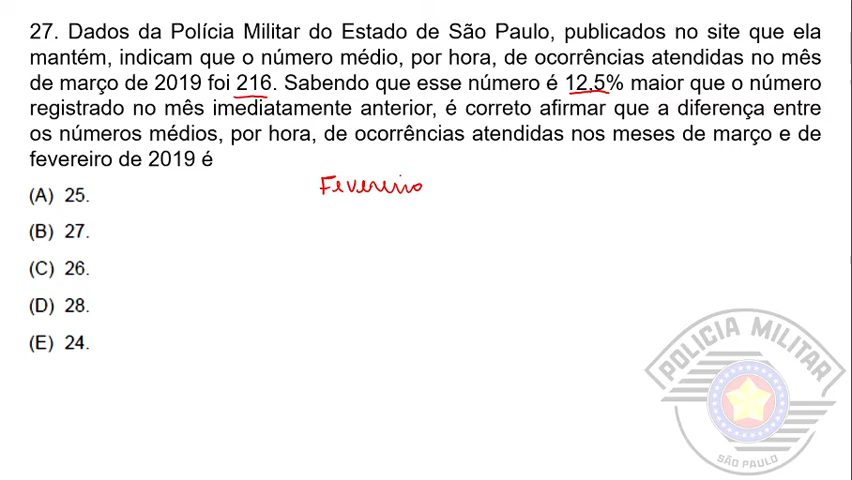 27. Dados da Polícia Militar do Estado de São Paulo, publicados no site que ela
mantém, indicam que o número médio, por hora, de ocorrências atendidas no mês
de março de 2019 foi 216. Sabendo que esse número é 12,5% maior que o número
registrado no mês imediatamente anterior, é correto afirmar que a diferença entre
os números médios, por hora, de ocorrências atendidas nos meses de março e de
fevereiro de 2019 é
Fevereiro
(A) 25.
(B) 27.
(C) 26.
(D) 28.
(E) 24.
POLICIA MILITAR
SÃO PAULO